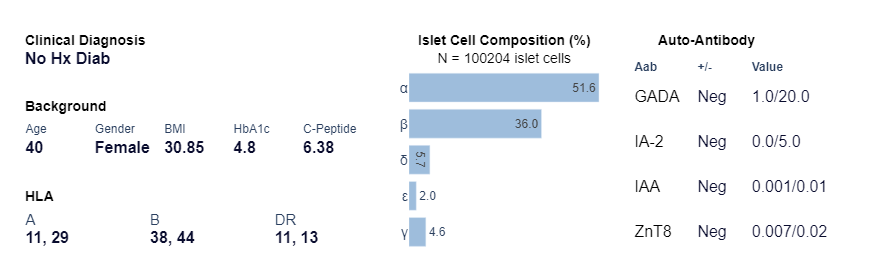 Clinical Diagnosis
No Hx Diab
Background
Age Gender BMI HbA1c C-Peptide
40 Female 30.85 4.8 6.38
HLA
A B DR
11, 29 38, 44 11, 13
Islet Cell Composition (%)
N = 100204 islet cells
α 51.6
β 36.0
δ 5.7
ε 2.0
γ 4.6
Auto-Antibody
Aab +/- Value
GADA Neg 1.0/20.0
IA-2 Neg 0.0/5.0
IAA Neg 0.001/0.01
ZnT8 Neg 0.007/0.02